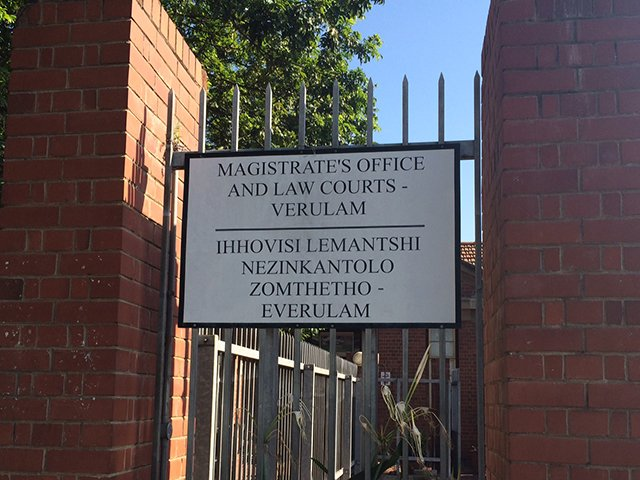 MAGISTRATE'S OFFICE
AND LAW COURTS -
VERULAM
IHHOVISI LEMANTSHI
NEZINKANTOLO
ZOMTHETHO -
EVERULAM